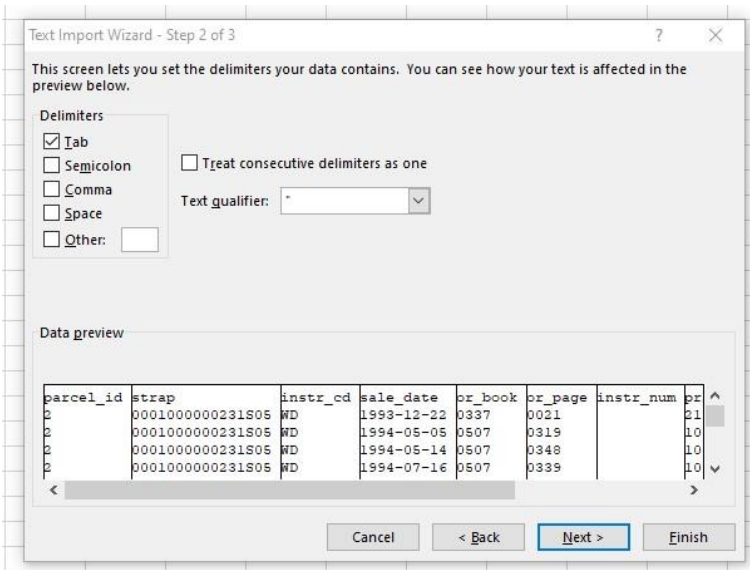 Text Import Wizard - Step 2 of 3
This screen lets you set the delimiters your data contains. You can see how your text is affected in the
preview below.
Delimiters
Tab
Semicolon
Comma
Space
Other:
Treat consecutive delimiters as one
Text qualifier: "
Data preview
parcel_id strap instr_cd sale_date or_book or_page instr_num pr
2 0001000000231S05 WD 1993-12-22 0337 0021 21
2 0001000000231S05 WD 1994-05-05 0507 0319 10
2 0001000000231S05 WD 1994-05-14 0507 0348 10
2 0001000000231S05 WD 1994-07-16 0507 0339 10
Cancel < Back Next > Finish